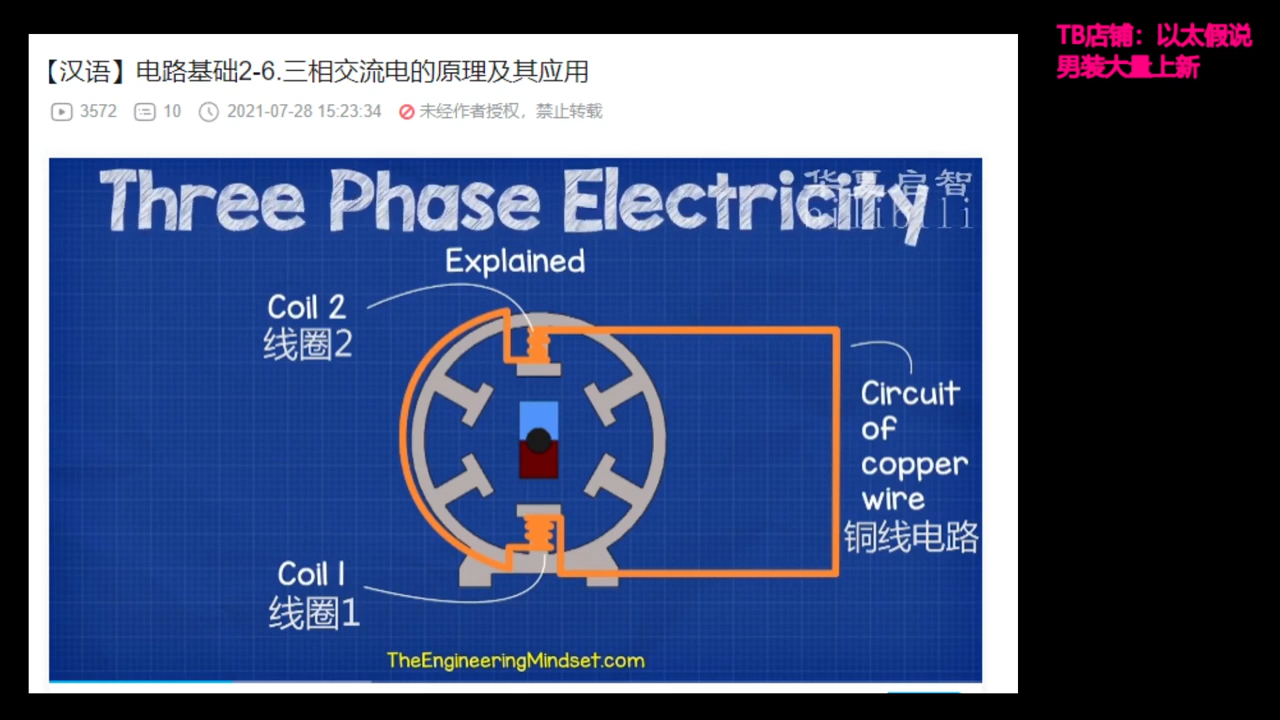 TB店铺：以太假说
男装大量上新
【汉语】电路基础2-6.三相交流电的原理及其应用
3572 10 2021-07-28 15:23:34 未经作者授权，禁止转载
Three Phase Electricity
bilibili
Explained
Coil 2
线圈2
Circuit
of
copper
wire
铜线电路
Coil 1
线圈1
TheEngineeringMindset.com